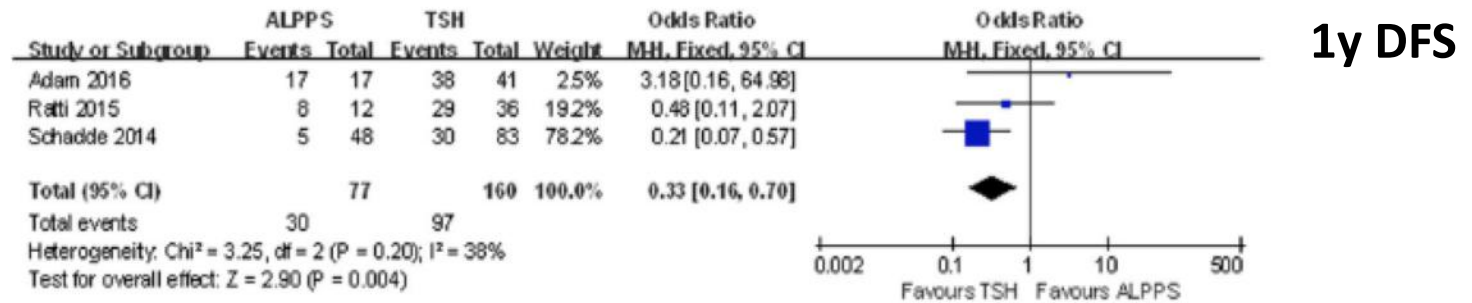 ALPPS TSH Odds Ratio Odds Ratio
Study or Subgroup Events Total Events Total Weight M-H, Fixed, 95% CI M-H, Fixed, 95% CI
1y DFS
Adam 2016 17 17 38 41 2.5% 3.18 [0.16, 64.98]
Ratti 2015 8 12 29 36 19.2% 0.48 [0.11, 2.07]
Schadde 2014 5 48 30 83 78.2% 0.21 [0.07, 0.57]
Total (95% CI) 77 160 100.0% 0.33 [0.16, 0.70]
Total events 30 97
Heterogeneity: Chi² = 3.25, df = 2 (P = 0.20); I² = 38%
Test for overall effect: Z = 2.90 (P = 0.004)
0.002 0.1 1 10 500
Favours TSH Favours ALPPS